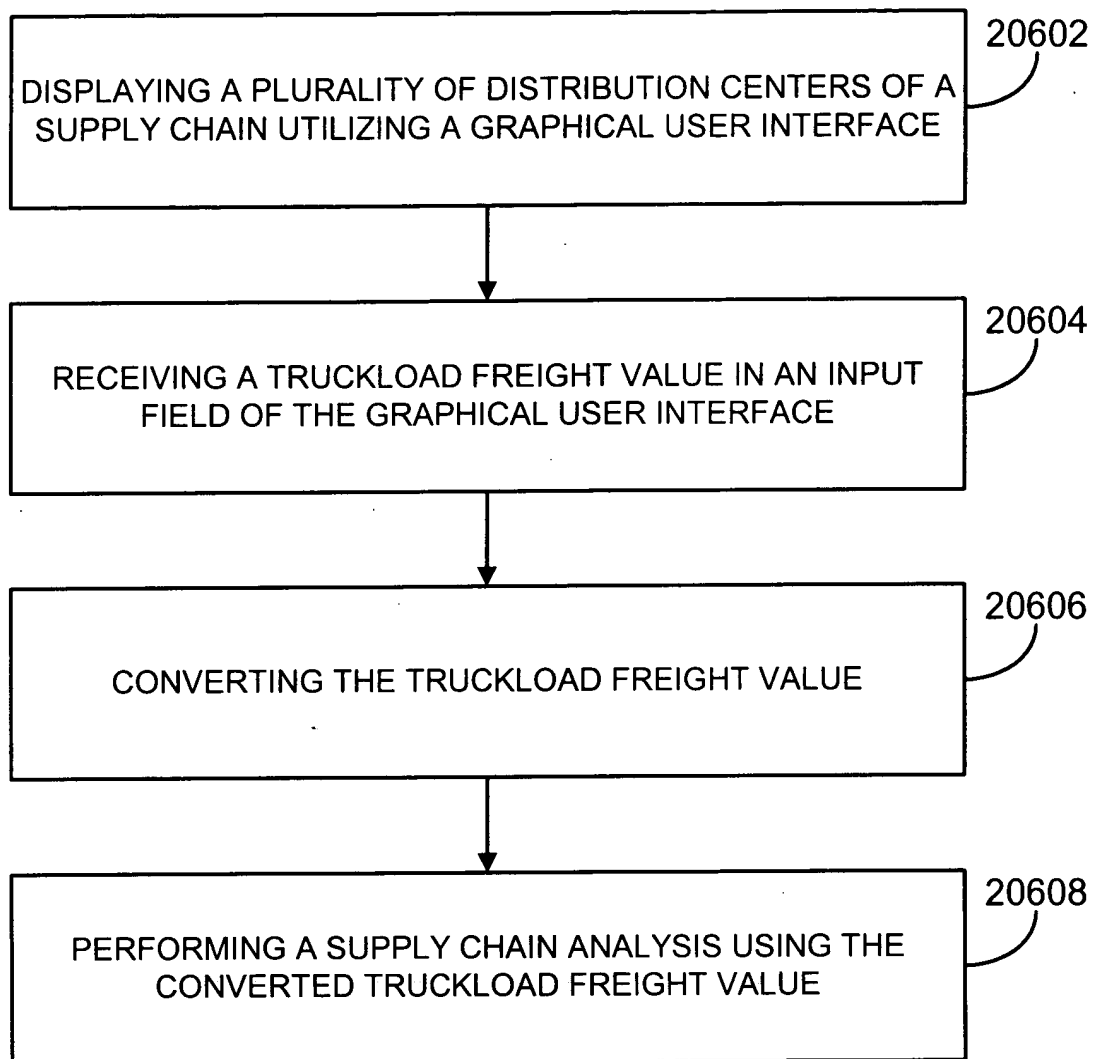 20602
DISPLAYING A PLURALITY OF DISTRIBUTION CENTERS OF A
SUPPLY CHAIN UTILIZING A GRAPHICAL USER INTERFACE
20604
RECEIVING A TRUCKLOAD FREIGHT VALUE IN AN INPUT
FIELD OF THE GRAPHICAL USER INTERFACE
20606
CONVERTING THE TRUCKLOAD FREIGHT VALUE
20608
PERFORMING A SUPPLY CHAIN ANALYSIS USING THE
CONVERTED TRUCKLOAD FREIGHT VALUE